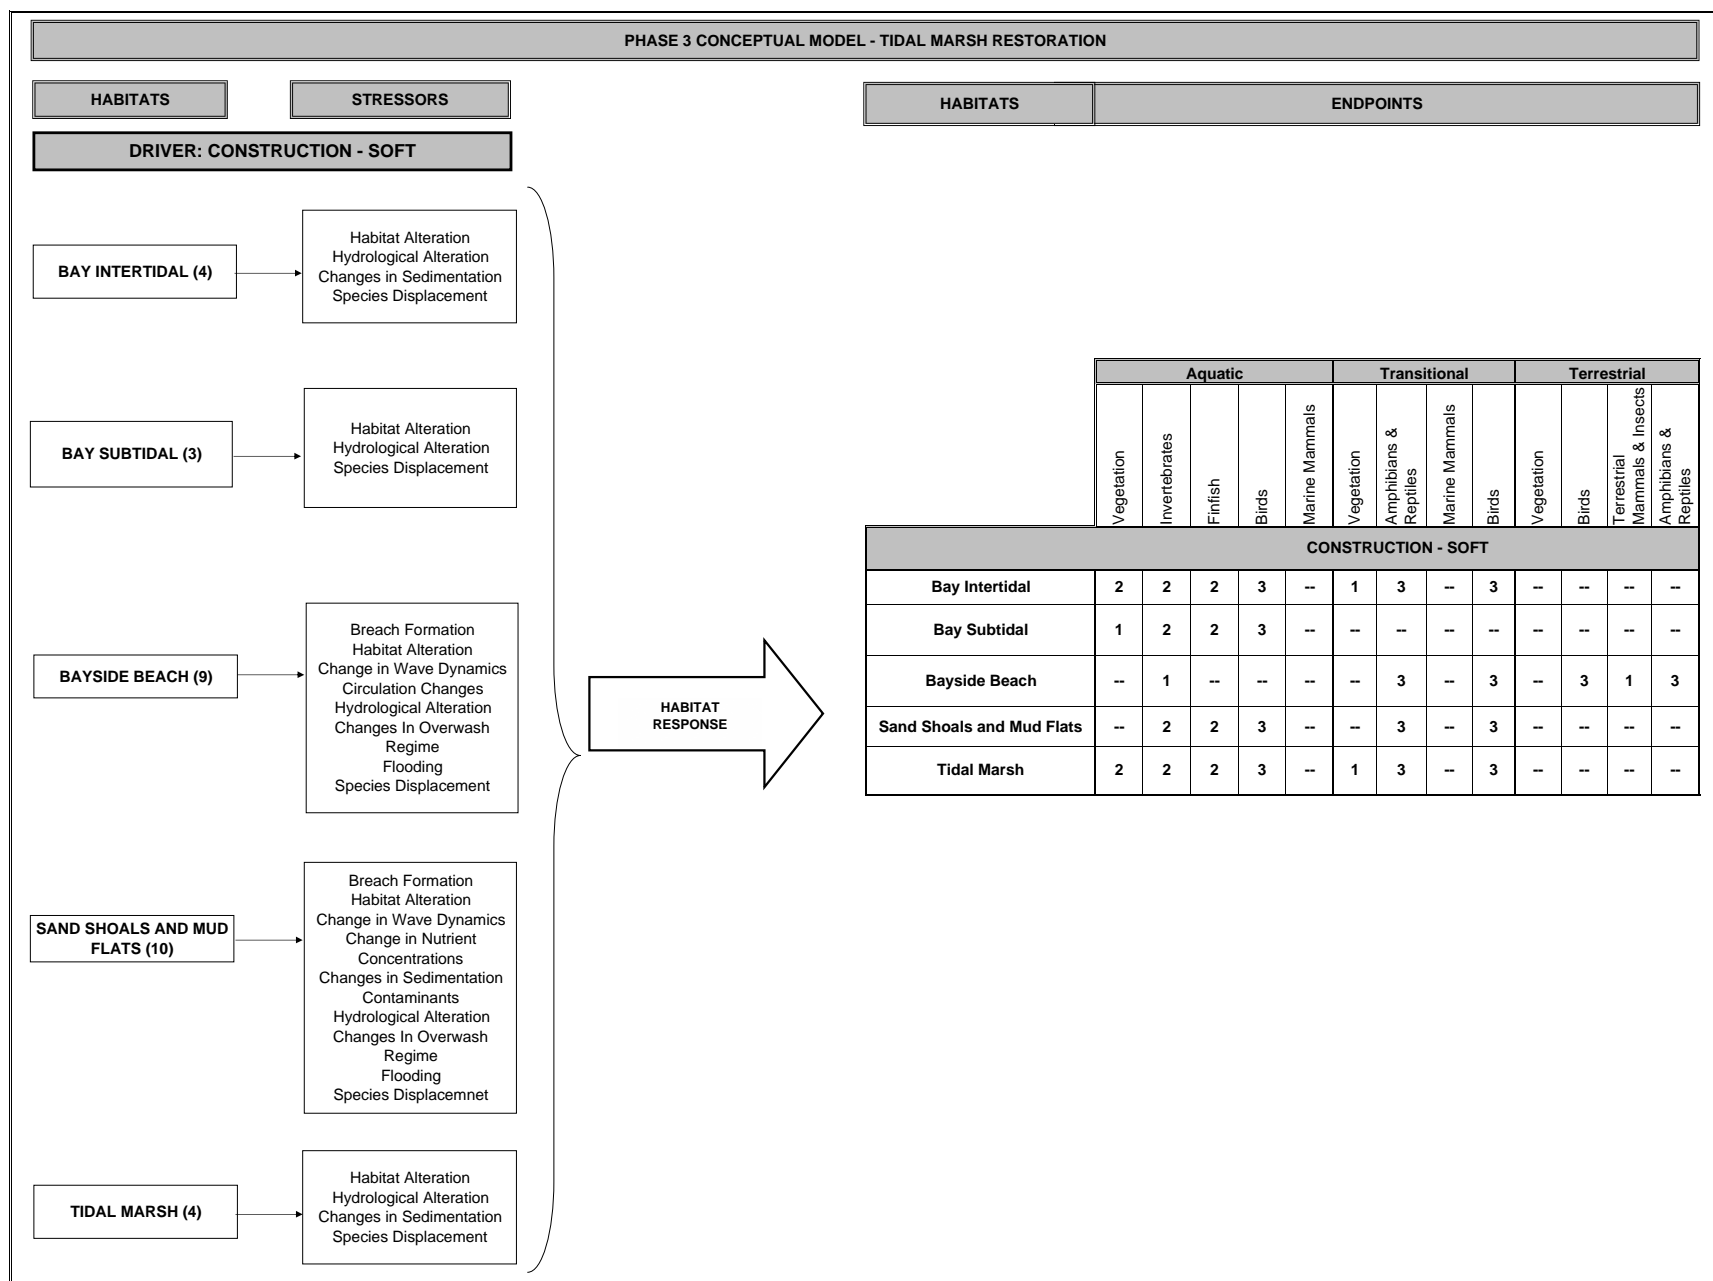 PHASE 3 CONCEPTUAL MODEL - TIDAL MARSH RESTORATION
HABITATS
STRESSORS
HABITATS
ENDPOINTS
DRIVER: CONSTRUCTION - SOFT
BAY INTERTIDAL (4)
Habitat Alteration
Hydrological Alteration
Changes in Sedimentation
Species Displacement
BAY SUBTIDAL (3)
Habitat Alteration
Hydrological Alteration
Species Displacement
BAYSIDE BEACH (9)
Breach Formation
Habitat Alteration
Change in Wave Dynamics
Circulation Changes
Hydrological Alteration
Changes In Overwash
Regime
Flooding
Species Displacement
SAND SHOALS AND MUD
FLATS (10)
Breach Formation
Habitat Alteration
Change in Wave Dynamics
Change in Nutrient
Concentrations
Changes in Sedimentation
Contaminants
Hydrological Alteration
Changes In Overwash
Regime
Flooding
Species Displacemnet
TIDAL MARSH (4)
Habitat Alteration
Hydrological Alteration
Changes in Sedimentation
Species Displacement
HABITAT
RESPONSE
Aquatic Transitional Terrestrial
Vegetation
Invertebrates
Finfish
Birds
Marine Mammals
Vegetation
Amphibians &
Reptiles
Marine Mammals
Birds
Vegetation
Birds
Terrestrial
Mammals & Insects
Amphibians &
Reptiles
CONSTRUCTION - SOFT
Bay Intertidal 2 2 2 3 -- 1 3 -- 3 -- -- -- --
Bay Subtidal 1 2 2 3 -- -- -- -- -- -- -- -- --
Bayside Beach -- 1 -- -- -- -- 3 -- 3 -- 3 1 3
Sand Shoals and Mud Flats -- 2 2 3 -- -- 3 -- 3 -- -- -- --
Tidal Marsh 2 2 2 3 -- 1 3 -- 3 -- -- -- --